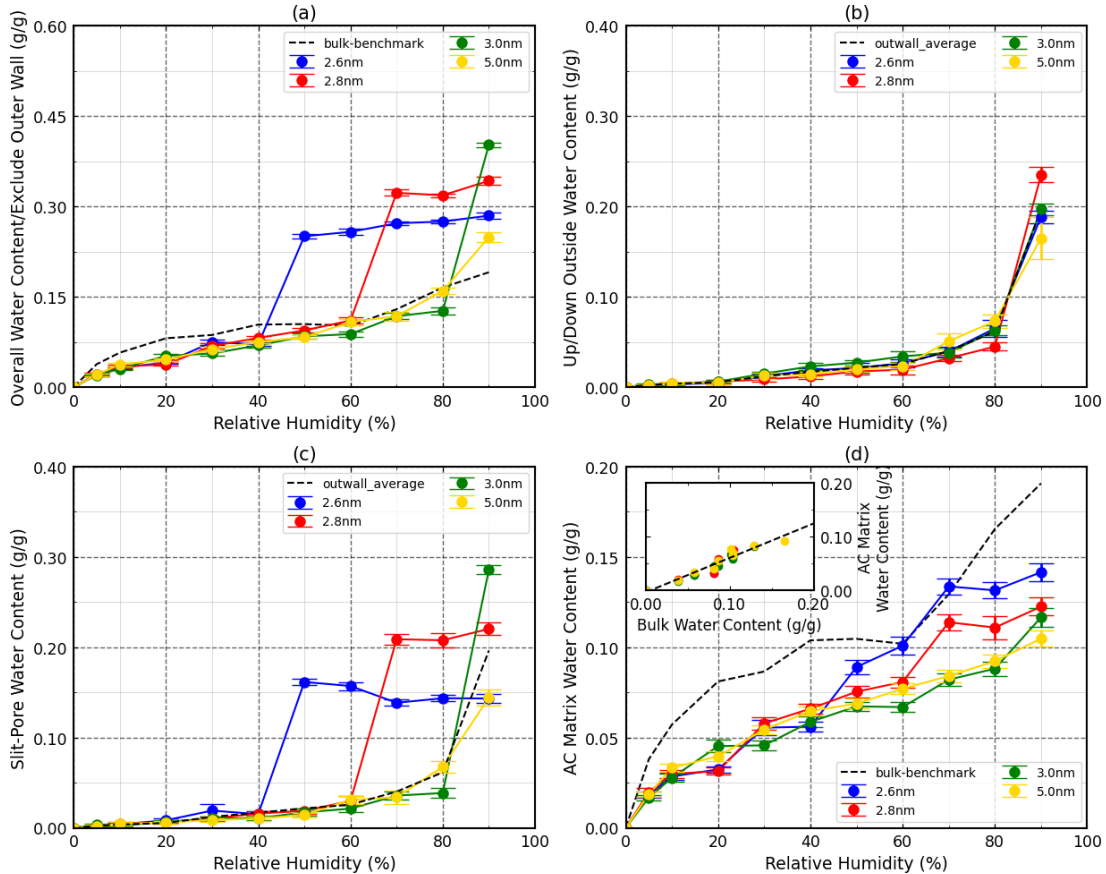 (a)
Overall Water Content/Exclude Outer Wall (g/g)
0.60
0.45
0.30
0.15
0.00
bulk-benchmark
2.6nm
2.8nm
3.0nm
5.0nm
0 20 40 60 80 100
Relative Humidity (%)
(b)
Up/Down Outside Water Content (g/g)
0.40
0.30
0.20
0.10
0.00
outwall_average
2.6nm
2.8nm
3.0nm
5.0nm
0 20 40 60 80 100
Relative Humidity (%)
(c)
Slit-Pore Water Content (g/g)
0.40
0.30
0.20
0.10
0.00
outwall_average
2.6nm
2.8nm
3.0nm
5.0nm
0 20 40 60 80 100
Relative Humidity (%)
(d)
AC Matrix Water Content (g/g)
0.20
0.15
0.10
0.05
0.00
0.20
0.10
0.00
AC Matrix
Water Content (g/g)
0.00 0.10 0.20
Bulk Water Content (g/g)
bulk-benchmark
2.6nm
2.8nm
3.0nm
5.0nm
0 20 40 60 80 100
Relative Humidity (%)